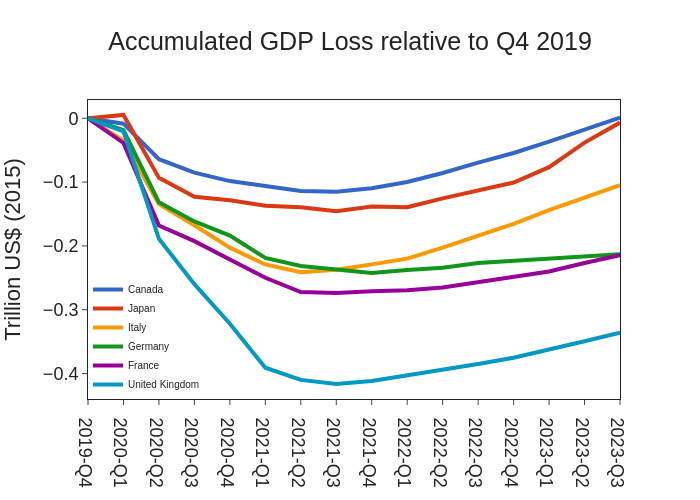 Accumulated GDP Loss relative to Q4 2019
Trillion US$ (2015)
0
−0.1
−0.2
−0.3
−0.4
Canada
Japan
Italy
Germany
France
United Kingdom
2019-Q4
2020-Q1
2020-Q2
2020-Q3
2020-Q4
2021-Q1
2021-Q2
2021-Q3
2021-Q4
2022-Q1
2022-Q2
2022-Q3
2022-Q4
2023-Q1
2023-Q2
2023-Q3